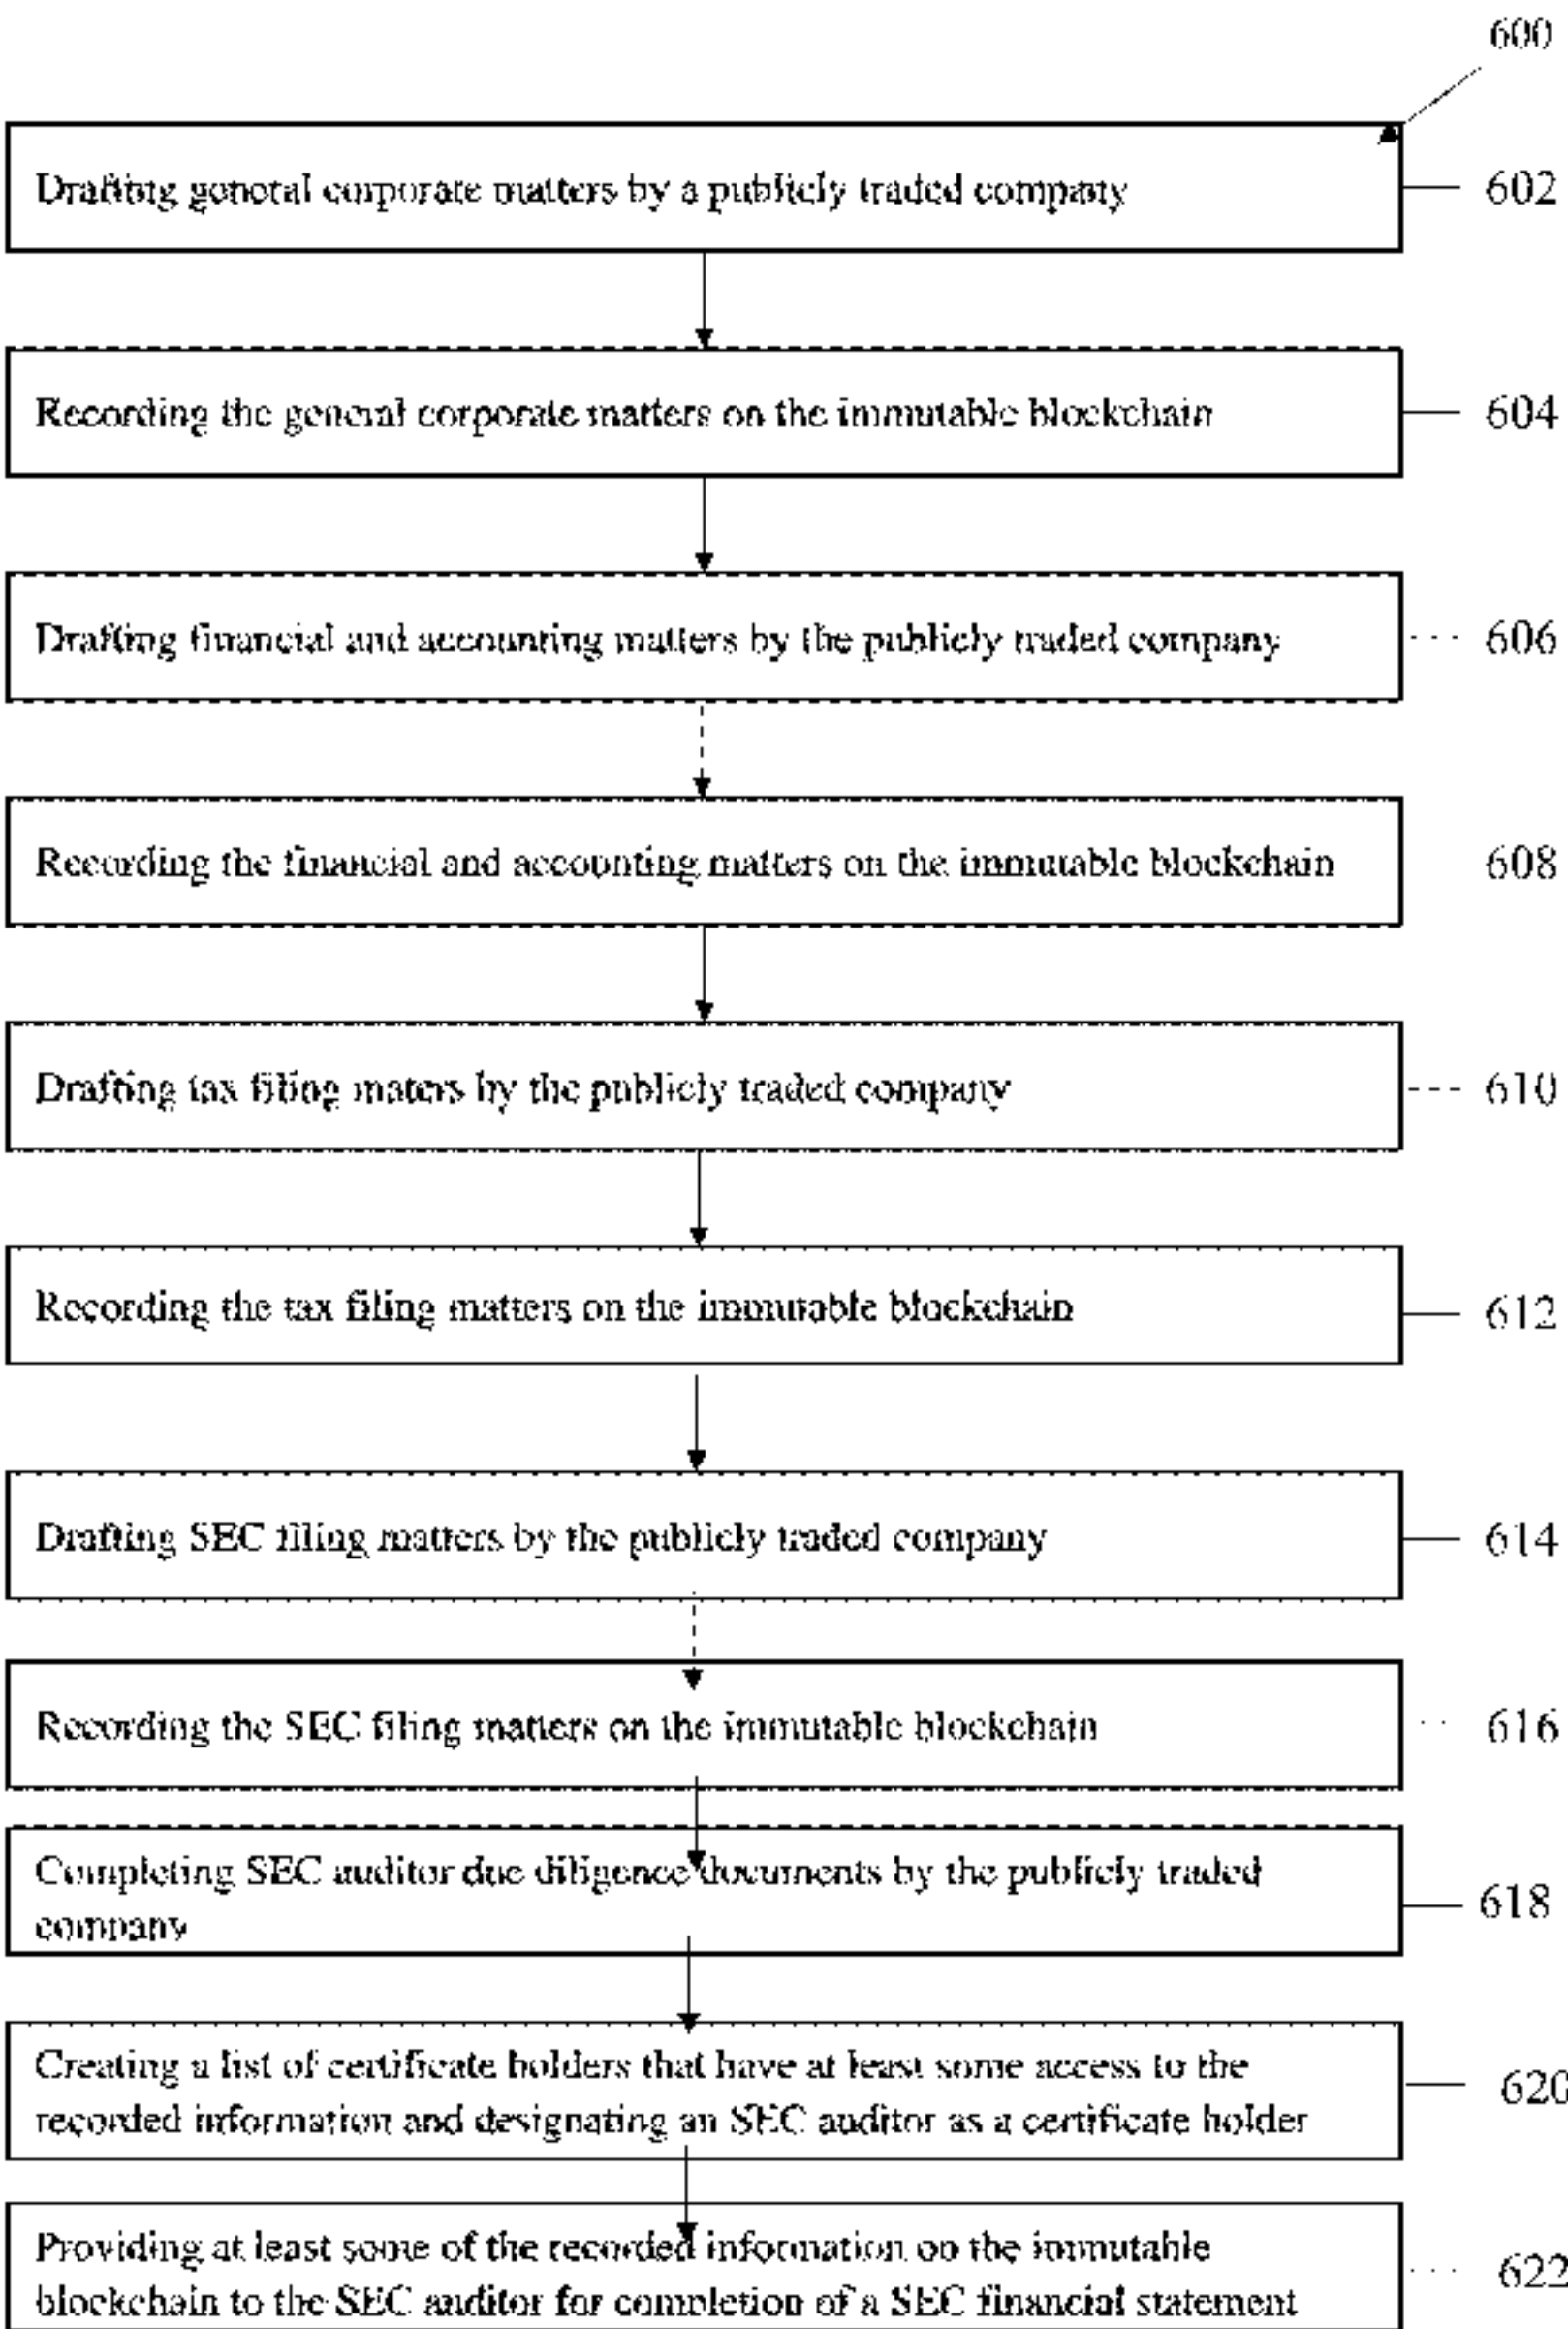 600
Drafting general corporate matters by a publicly traded company
602
Recording the general corporate matters on the immutable blockchain
604
Drafting financial and accounting matters by the publicly traded company
606
Recording the financial and accounting matters on the immutable blockchain
608
Drafting tax filing maters by the publicly traded company
610
Recording the tax filing matters on the immutable blockchain
612
Drafting SEC filing matters by the publicly traded company
614
Recording the SEC filing matters on the immutable blockchain
616
Completing SEC auditor due diligence documents by the publicly traded
company
618
Creating a list of certificate holders that have at least some access to the
recorded information and designating an SEC auditor as a certificate holder
620
Providing at least some of the recorded information on the immutable
blockchain to the SEC auditor for completion of a SEC financial statement
622